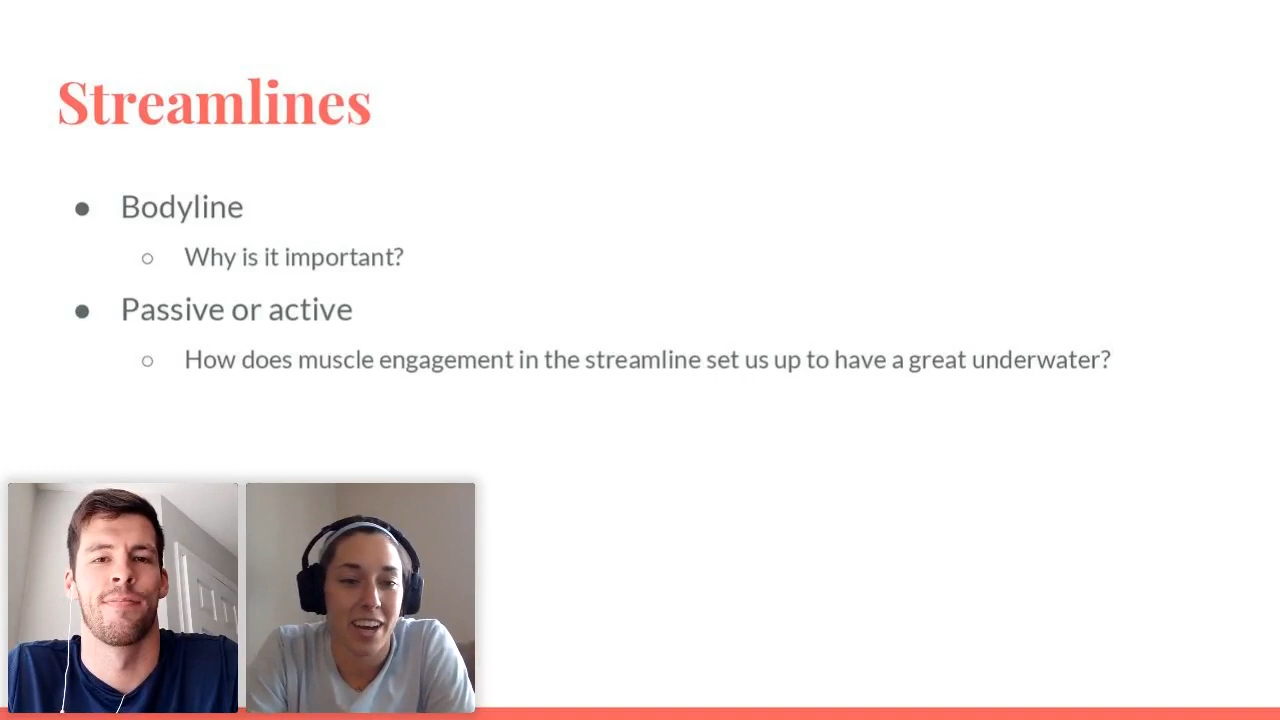 Streamlines
● Bodyline
○ Why is it important?
● Passive or active
○ How does muscle engagement in the streamline set us up to have a great underwater?